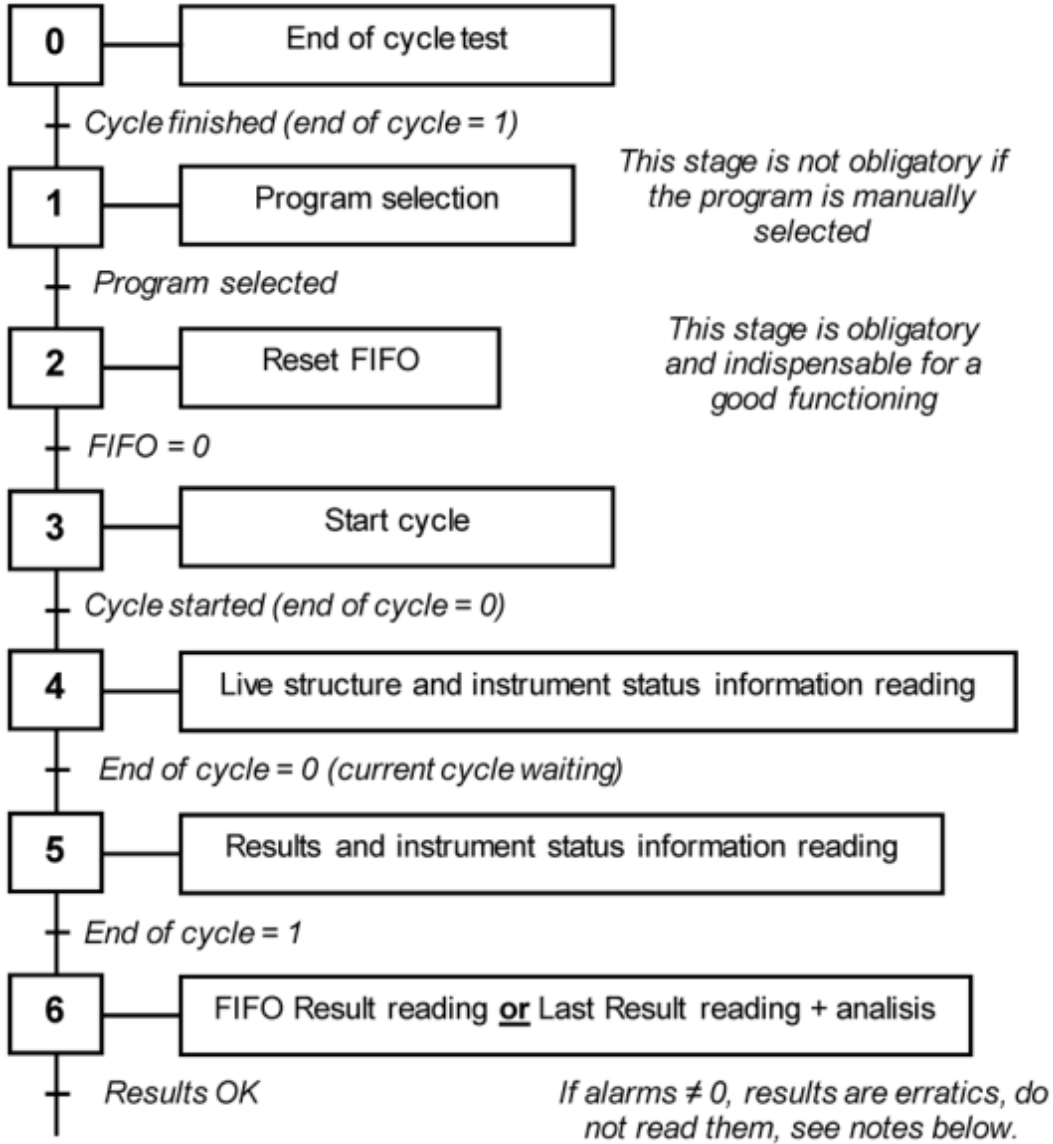 0
End of cycle test
Cycle finished (end of cycle = 1)
1
Program selection
This stage is not obligatory if
the program is manually
selected
Program selected
2
Reset FIFO
This stage is obligatory
and indispensable for a
good functioning
FIFO = 0
3
Start cycle
Cycle started (end of cycle = 0)
4
Live structure and instrument status information reading
End of cycle = 0 (current cycle waiting)
5
Results and instrument status information reading
End of cycle = 1
6
FIFO Result reading or Last Result reading + analisis
Results OK
If alarms ≠ 0, results are erratics, do
not read them, see notes below.